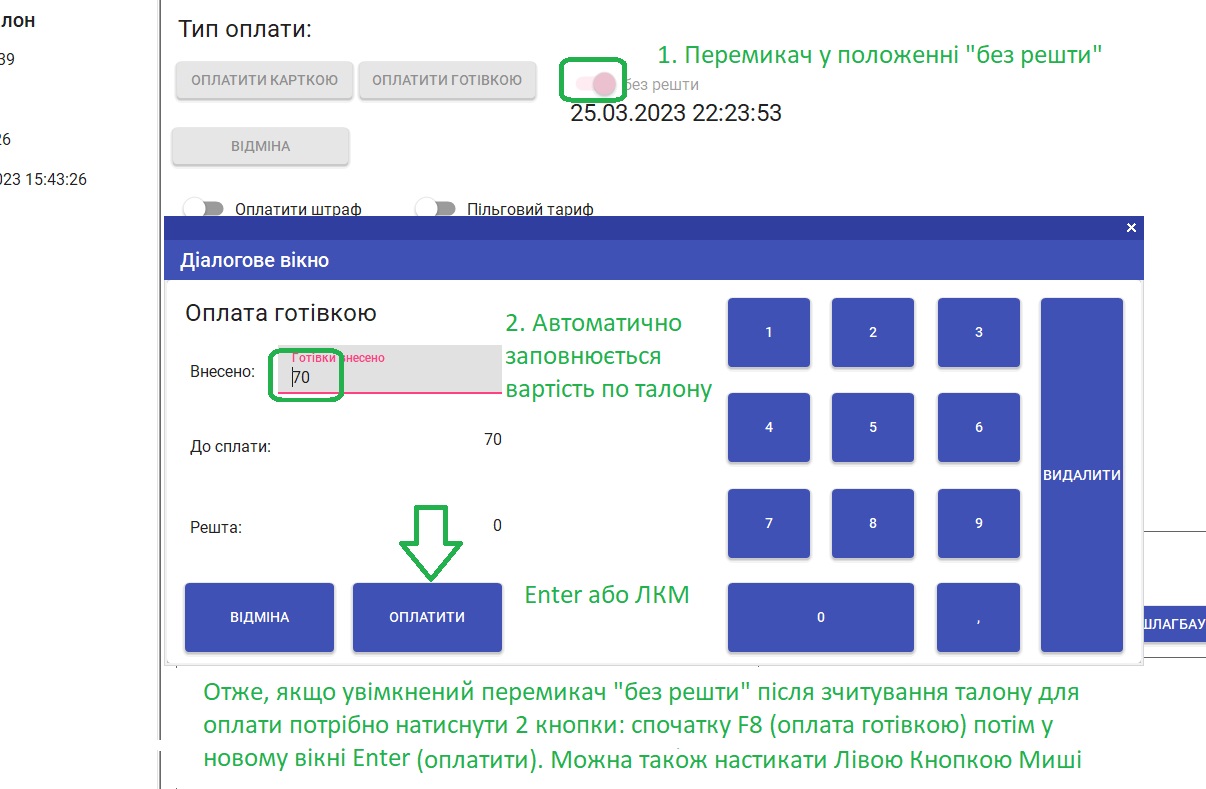 лон
39
26
023 15:43:26
Тип оплати:
1. Перемикач у положенні "без решти"
ОПЛАТИТИ КАРТКОЮ
ОПЛАТИТИ ГОТІВКОЮ
без решти
25.03.2023 22:23:53
ВІДМІНА
Оплатити штраф
Пільговий тариф
×
Діалогове вікно
Оплата готівкою
2. Автоматично
заповнюється
вартість по талону
Готівки внесено
Внесено:
70
До сплати:
70
Решта:
0
ВІДМІНА
ОПЛАТИТИ
Enter або ЛКМ
1
2
3
4
5
6
7
8
9
0
,
ВИДАЛИТИ
ШЛАГБАУ
Отже, якщо увімкнений перемикач "без решти" після зчитування талону для
оплати потрібно натиснути 2 кнопки: спочатку F8 (оплата готівкою) потім у
новому вікні Enter (оплатити). Можна також настикати Лівою Кнопкою Миші